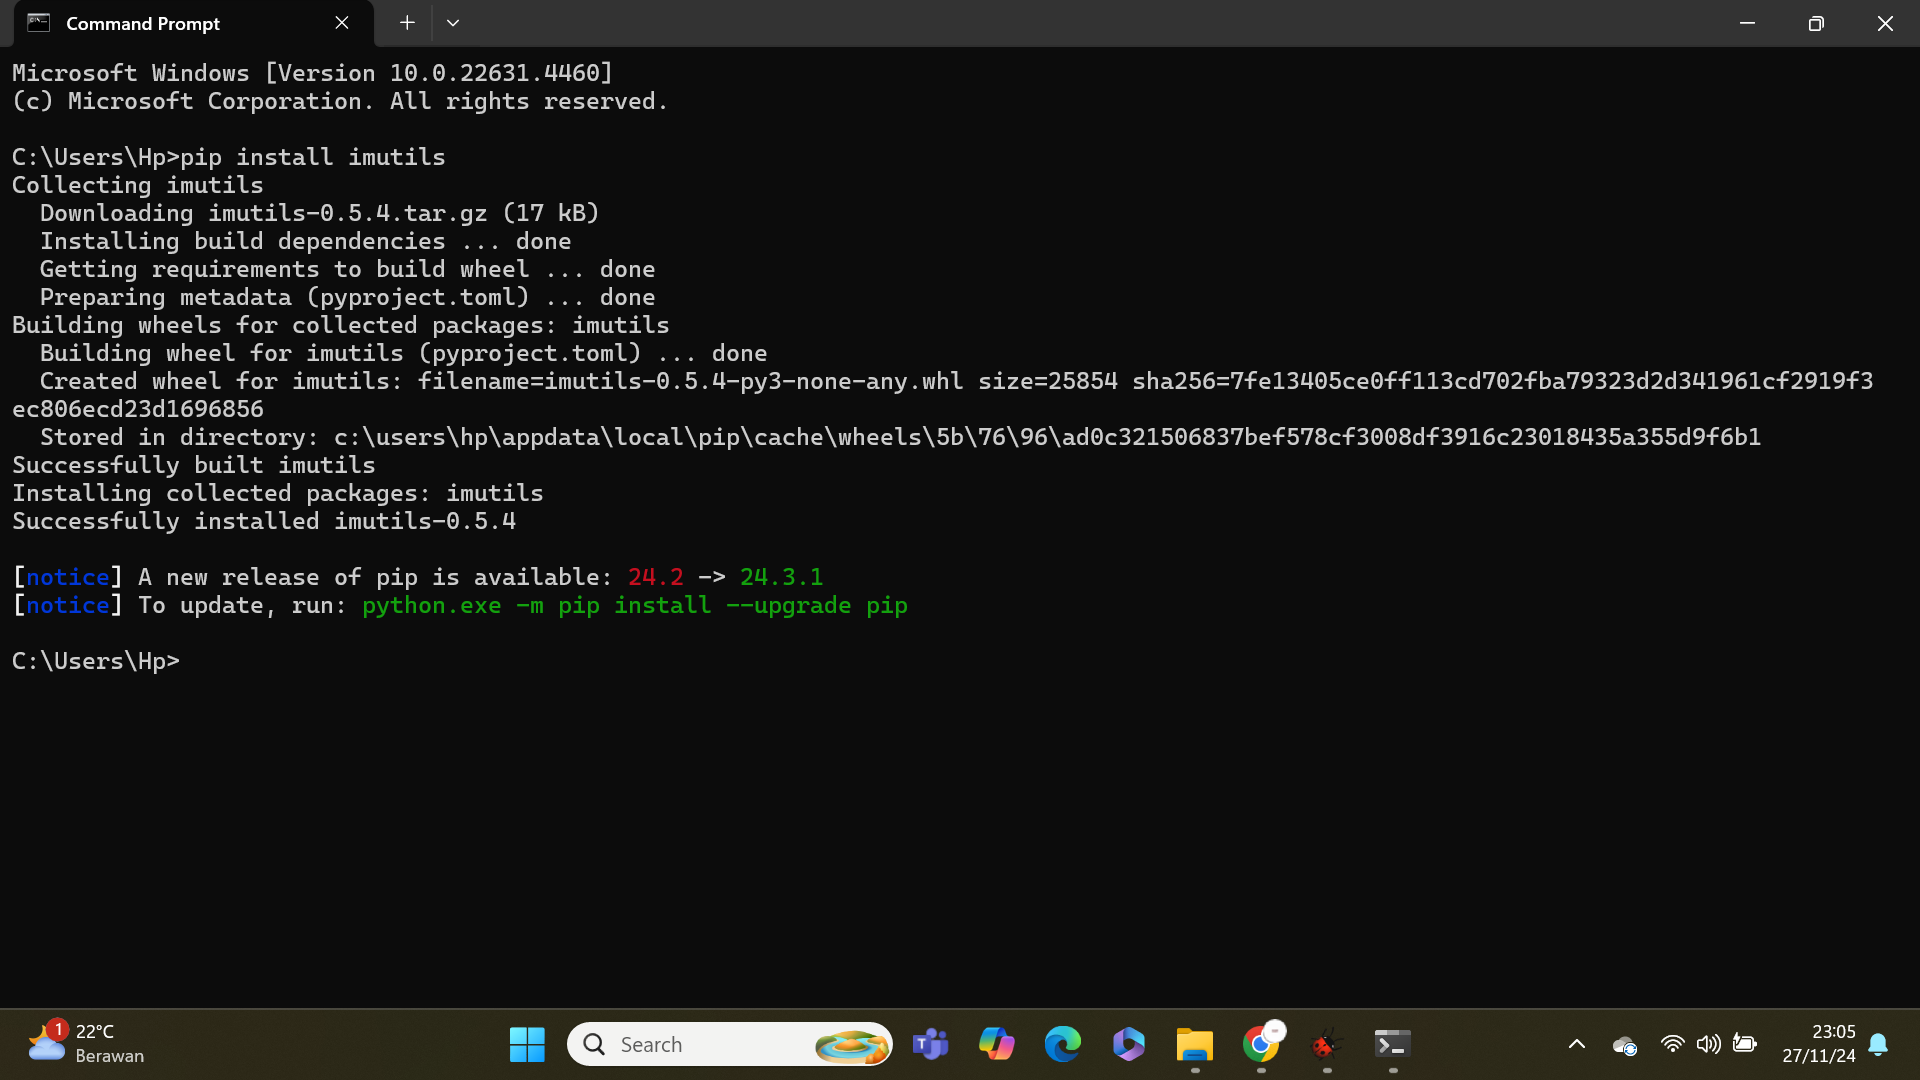 Command Prompt
Microsoft Windows [Version 10.0.22631.4460]
(c) Microsoft Corporation. All rights reserved.
C:\Users\Hp>pip install imutils
Collecting imutils
  Downloading imutils-0.5.4.tar.gz (17 kB)
  Installing build dependencies ... done
  Getting requirements to build wheel ... done
  Preparing metadata (pyproject.toml) ... done
Building wheels for collected packages: imutils
  Building wheel for imutils (pyproject.toml) ... done
  Created wheel for imutils: filename=imutils-0.5.4-py3-none-any.whl size=25854 sha256=7fe13405ce0ff113cd702fba79323d2d341961cf2919f3
ec806ecd23d1696856
  Stored in directory: c:\users\hp\appdata\local\pip\cache\wheels\5b\76\96\ad0c321506837bef578cf3008df3916c23018435a355d9f6b1
Successfully built imutils
Installing collected packages: imutils
Successfully installed imutils-0.5.4
[notice] A new release of pip is available: 24.2 -> 24.3.1
[notice] To update, run: python.exe -m pip install --upgrade pip
C:\Users\Hp>
1
22°C
Berawan
Search
23:05
27/11/24